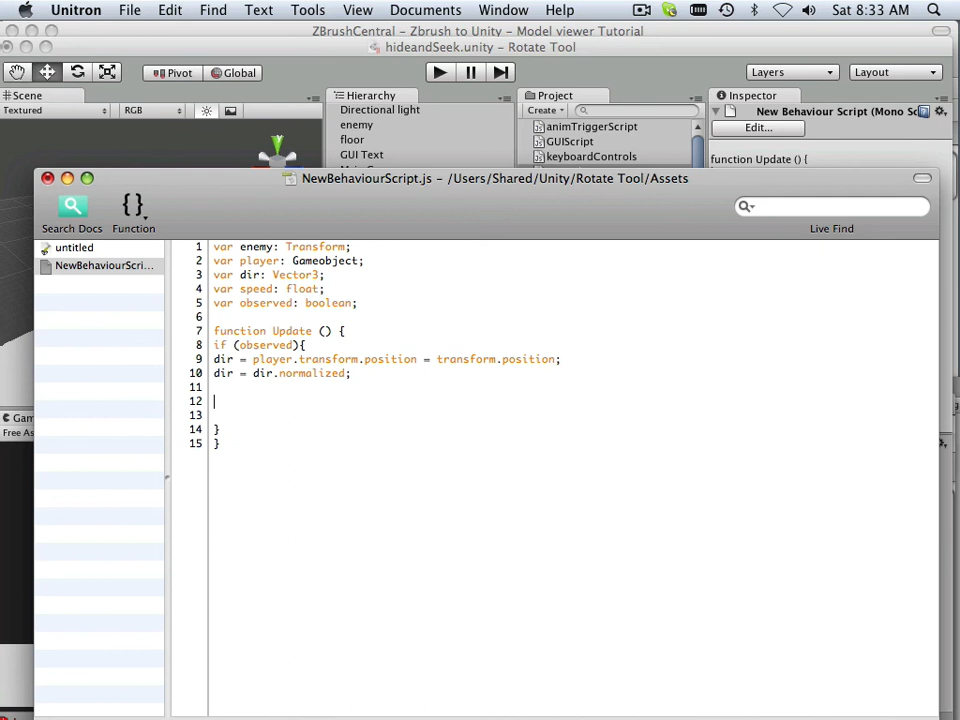 Unitron File Edit Find Text Tools View Documents Window Help Sat 8:33 AM
ZBrushCentral - Zbrush to Unity - Model viewer Tutorial
hideandSeek.unity - Rotate Tool
Pivot Global Layers Layout
Scene Hierarchy Project Inspector
Textured RGB Directional light Create New Behaviour Script (Mono Sc
enemy animTriggerScript Edit...
floor GUIScript
GUI Text keyboardControls function Update () {
NewBehaviourScript.js - /Users/Shared/Unity/Rotate Tool/Assets
Search Docs Function Live Find
untitled
NewBehaviourScri...
1 var enemy: Transform;
2 var player: Gameobject;
3 var dir: Vector3;
4 var speed: float;
5 var observed: boolean;
6
7 function Update () {
8 if (observed){
9 dir = player.transform.position = transform.position;
10 dir = dir.normalized;
11
12
13
14 }
15 }
Gam
Free As